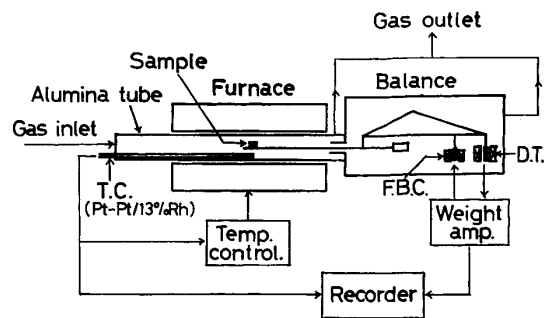 Gas outlet
Sample
Furnace
Balance
Alumina tube
Gas inlet
T.C.
(Pt-Pt/13%Rh)
F.B.C.
D.T.
Temp.
control.
Weight
amp.
Recorder